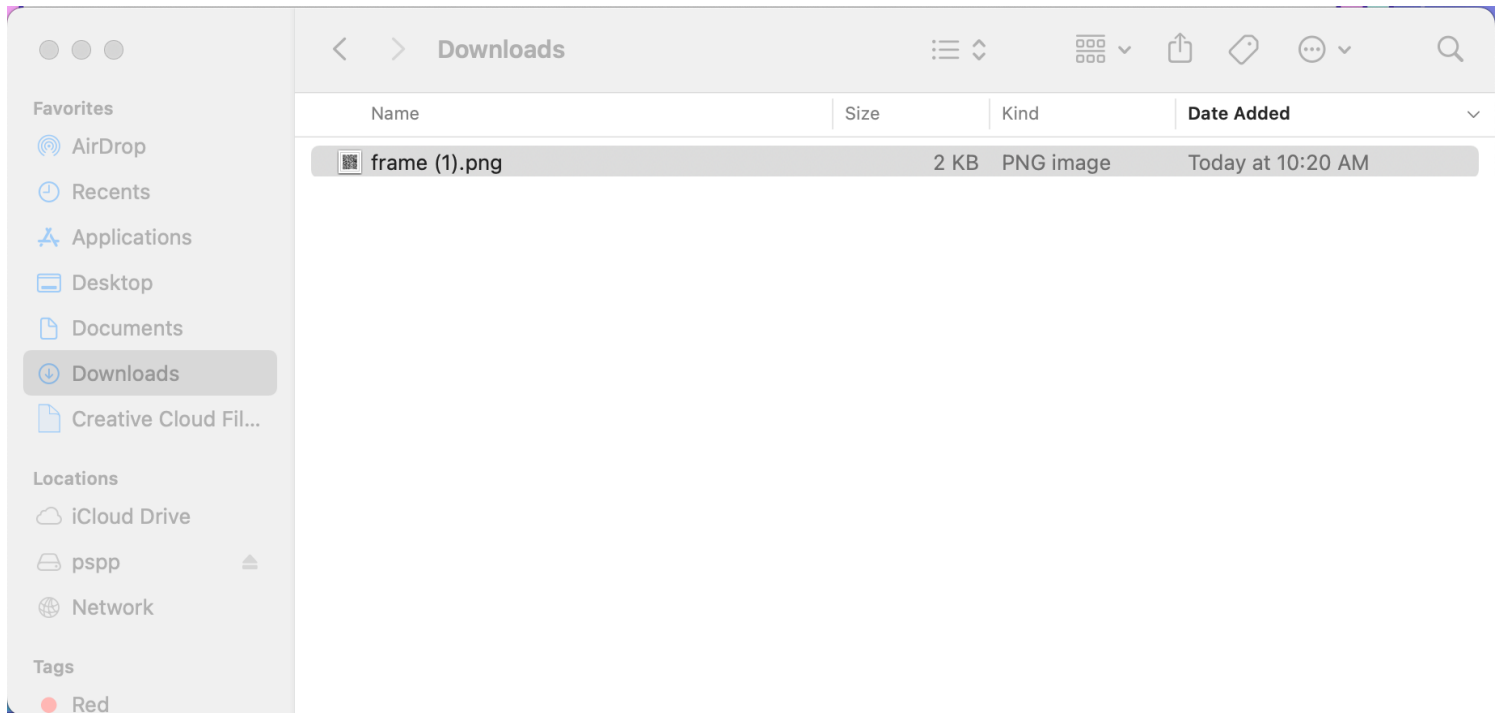 Downloads
Favorites
AirDrop
Recents
Applications
Desktop
Documents
Downloads
Creative Cloud Fil...
Locations
iCloud Drive
pspp
Network
Tags
Red
Name Size Kind Date Added
frame (1).png 2 KB PNG image Today at 10:20 AM